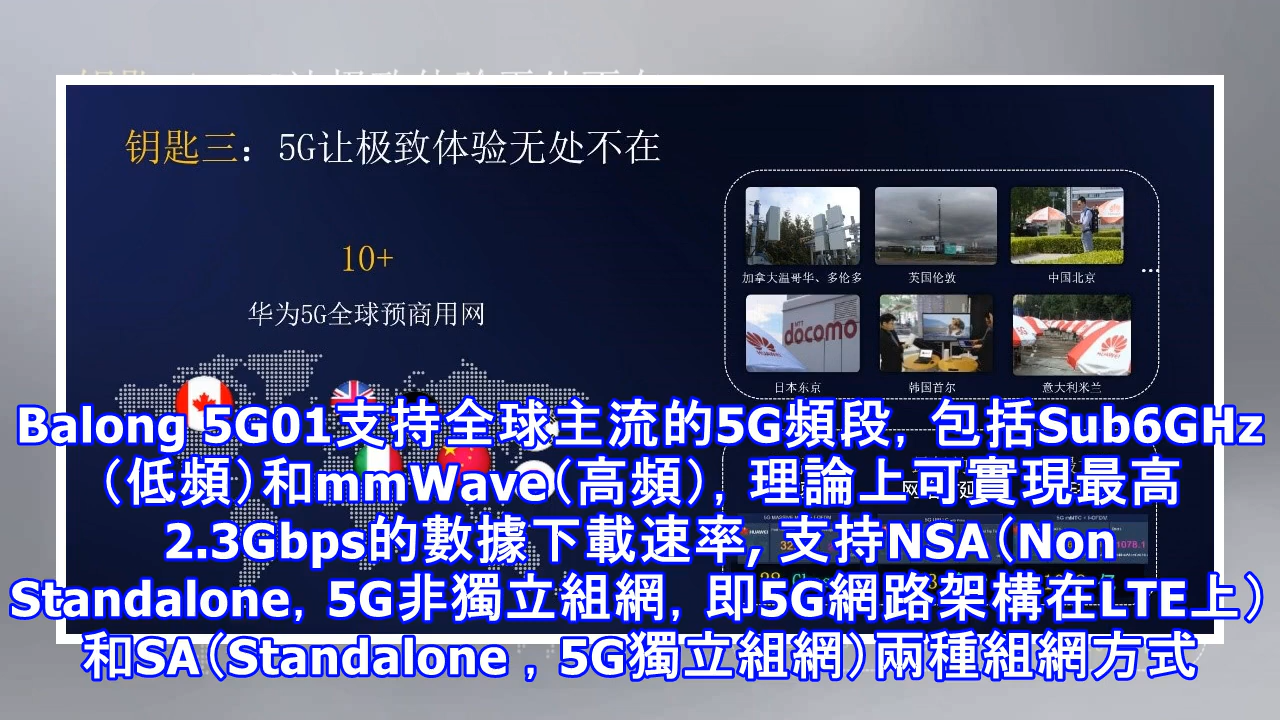 钥匙三：5G让极致体验无处不在
10+
华为5G全球预商用网
加拿大温哥华、多伦多
英国伦敦
中国北京
...
docomo
HUAWEI
日本东京
韩国首尔
意大利米兰
Balong 5G01支持全球主流的5G頻段，包括Sub6GHz
（低頻）和mmWave（高頻），理論上可實現最高
2.3Gbps的數據下載速率，支持NSA（Non
Standalone，5G非獨立組網，即5G網路架構在LTE上）
和SA（Standalone，5G獨立組網）兩種組網方式